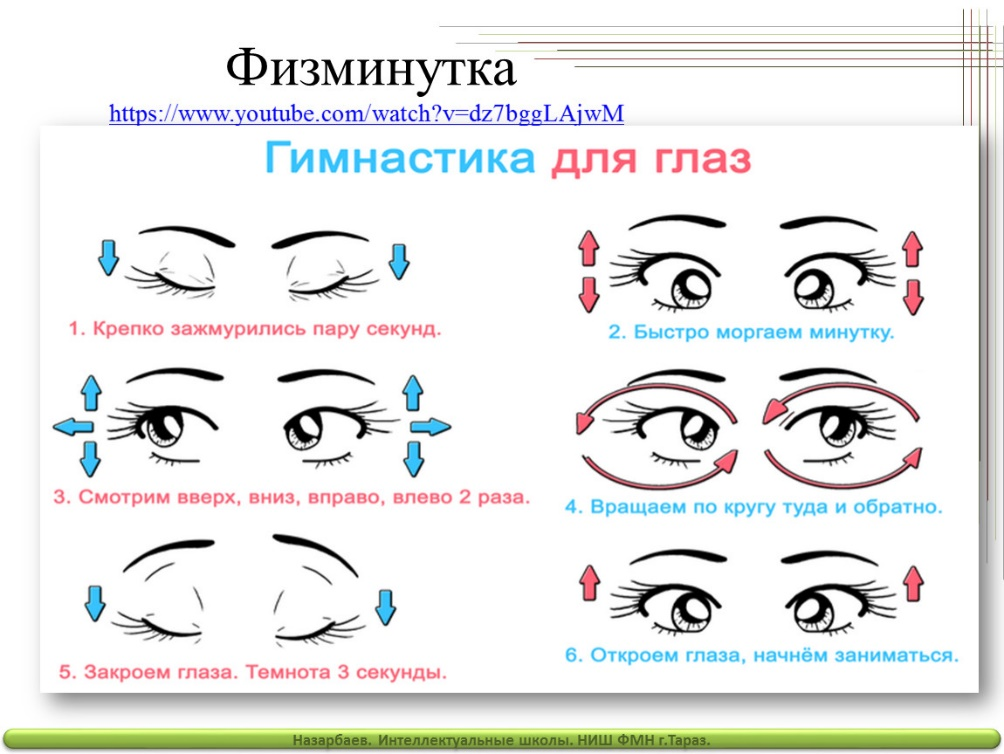 Физминутка
https://www.youtube.com/watch?v=dz7bggLAjwM
Гимнастика для глаз
1. Крепко зажмурились пару секунд.
2. Быстро моргаем минутку.
3. Смотрим вверх, вниз, вправо, влево 2 раза.
4. Вращаем по кругу туда и обратно.
5. Закроем глаза. Темнота 3 секунды.
6. Откроем глаза, начнём заниматься.
Назарбаев. Интеллектуальные школы. НИШ ФМН г.Тараз.